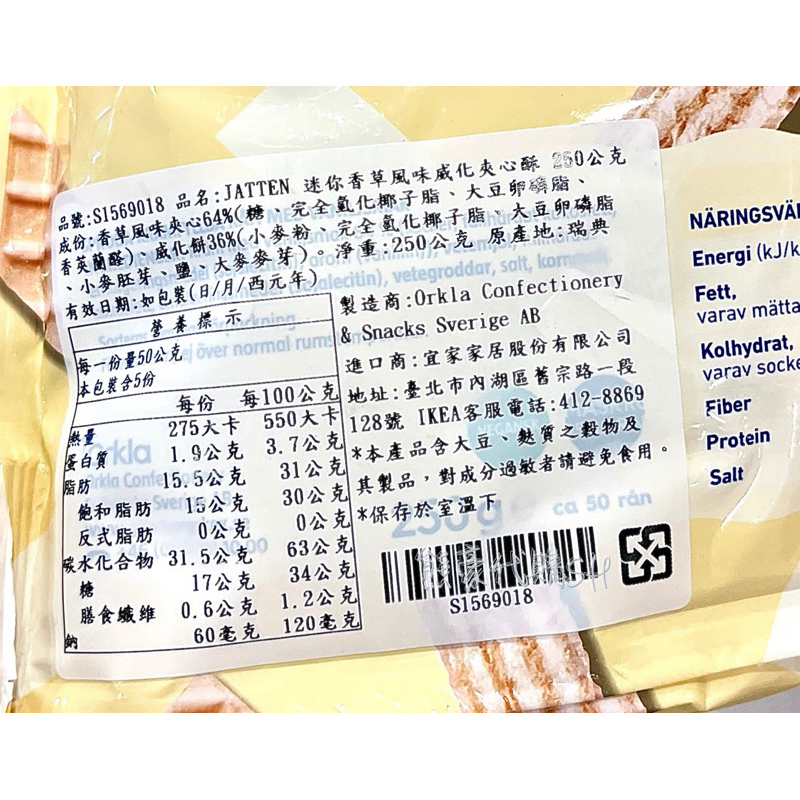 品號:S1569018 品名:JATTEN 迷你香草風味威化夾心酥 250公克
成份:香草風味夾心64%(糖、完全氫化椰子脂、大豆卵磷脂、
香莢蘭醛)、威化餅36%(小麥粉、完全氫化椰子脂、大豆卵磷脂
、小麥胚芽、鹽、大麥麥芽)。淨重:250公克 原產地:瑞典
有效日期:如包裝(日/月/西元年)
營養標示
每一份量50公克
本包裝含5份
每份 每100公克
熱量 275大卡 550大卡
蛋白質 1.9公克 3.7公克
脂肪 15.5公克 31公克
飽和脂肪 15公克 30公克
反式脂肪 0公克 0公克
碳水化合物 31.5公克 63公克
糖 17公克 34公克
膳食纖維 0.6公克 1.2公克
鈉 60毫克 120毫克
製造商:Orkla Confectionery
& Snacks Sverige AB
進口商:宜家家居股份有限公司
地址:臺北市內湖區舊宗路一段
128號 IKEA客服電話:412-8869
*本產品含大豆、麩質之穀物及
其製品,對成分過敏者請避免食用。
*保存於室溫下
S1569018
250 g
ca 50 rån
NÄRINGSVÄ
Energi (kJ/k
Fett,
varav mätta
Kolhydrat,
varav socke
Fiber
Protein
Salt